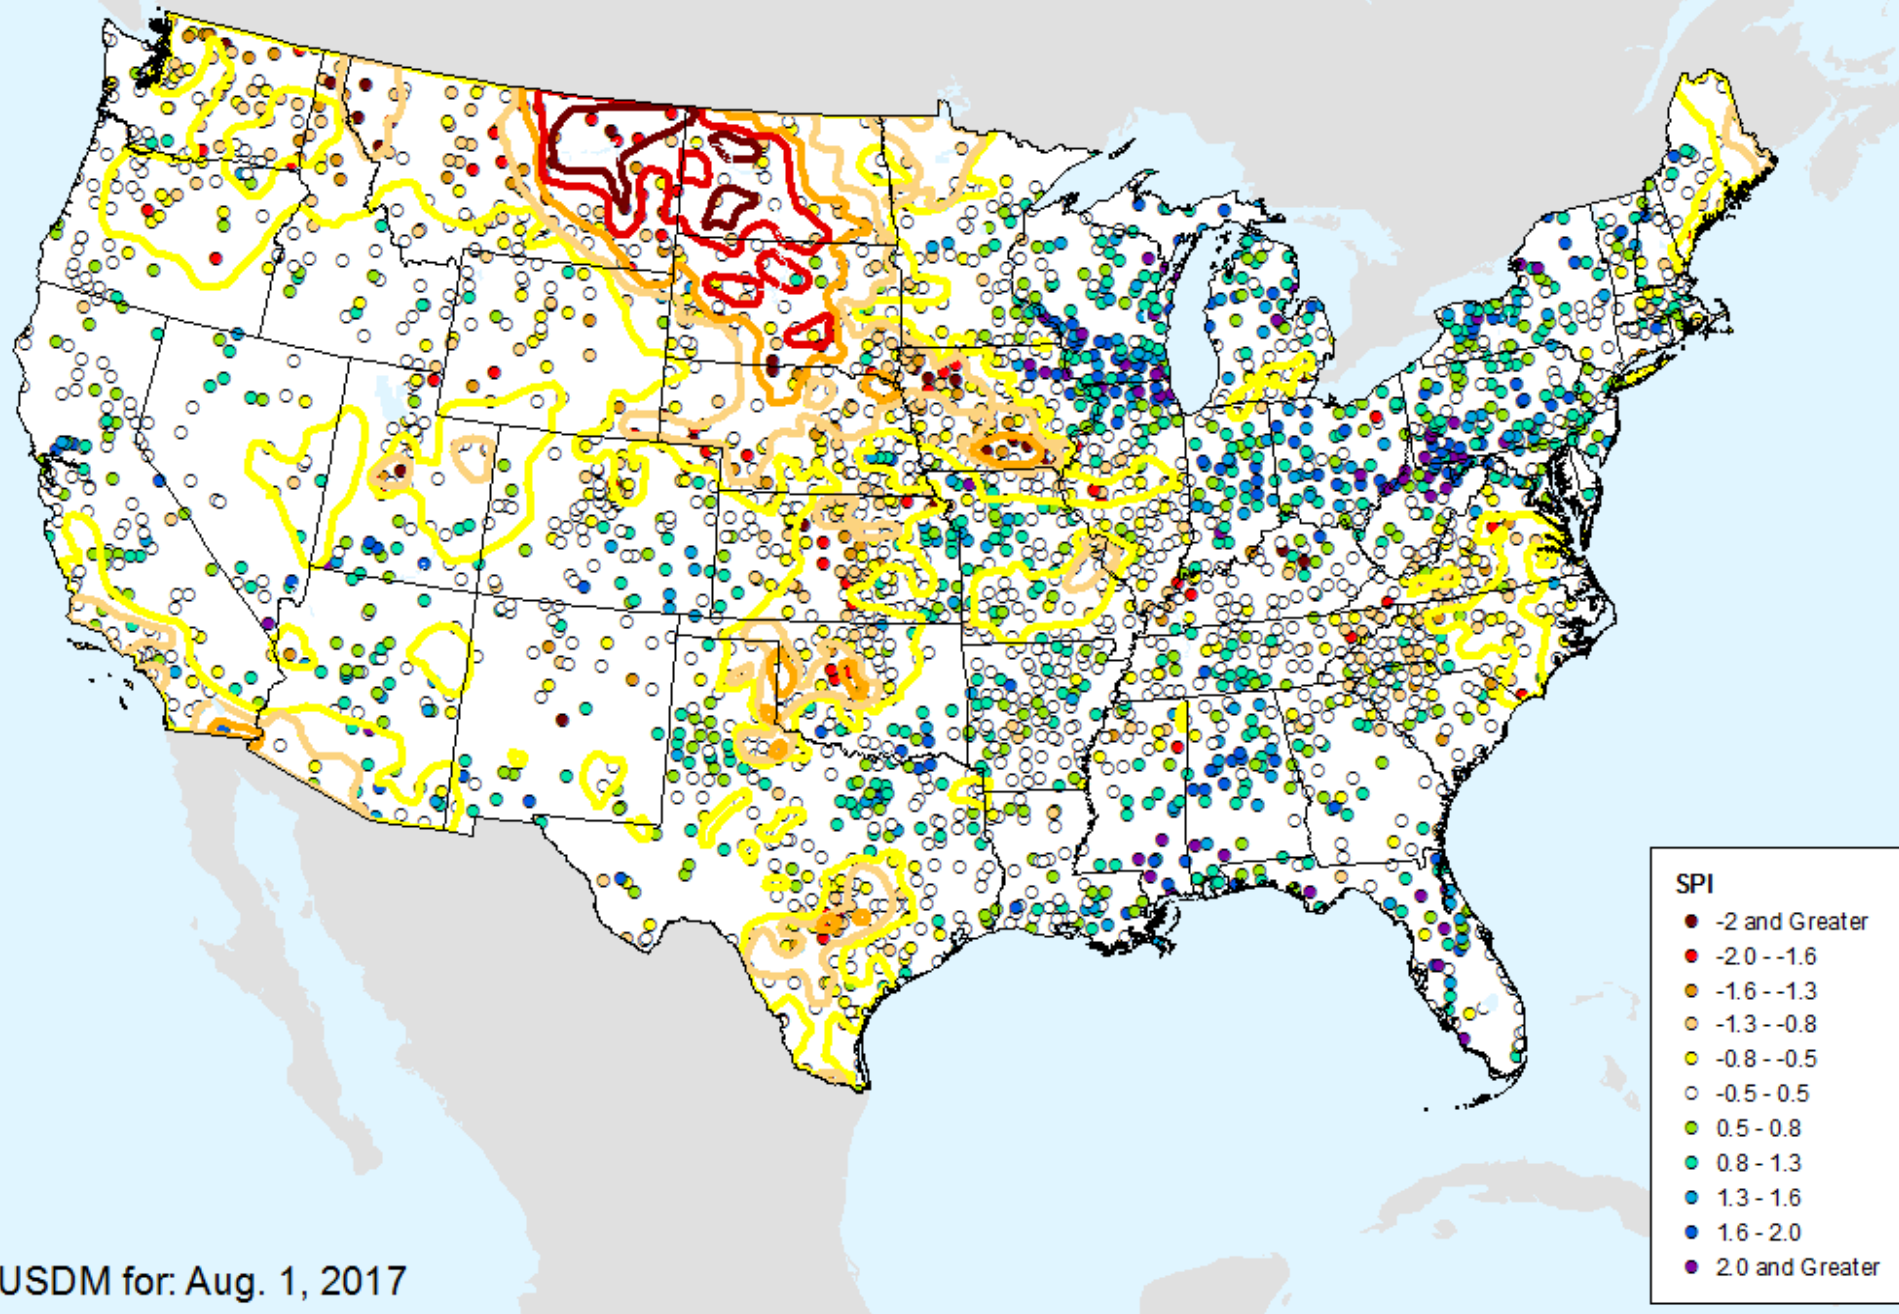 SPI
-2 and Greater
-2.0 - -1.6
-1.6 - -1.3
-1.3 - -0.8
-0.8 - -0.5
-0.5 - 0.5
0.5 - 0.8
0.8 - 1.3
1.3 - 1.6
1.6 - 2.0
2.0 and Greater
USDM for: Aug. 1, 2017